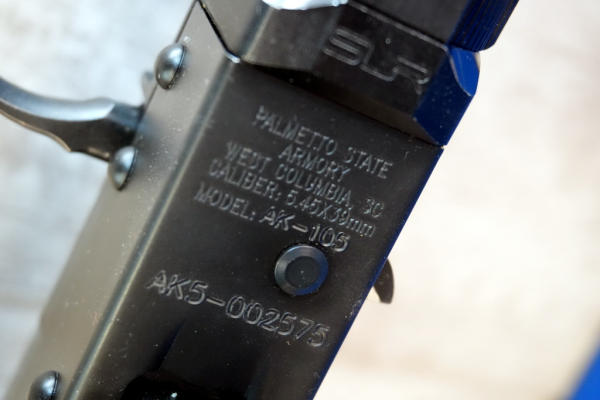 SLR
PALMETTO STATE
ARMORY
WEST COLUMBIA, SC
CALIBER: 5.45X39mm
MODEL: AK-105
AK5-002575